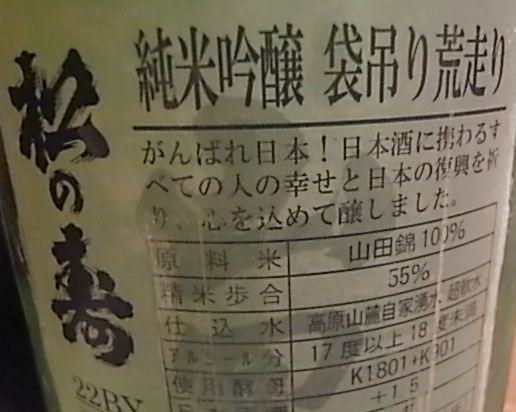 松の寿
純米吟醸 袋吊り荒走り
がんばれ日本！日本酒に携わるす
べての人の幸せと日本の復興を祈
り、心を込めて醸しました。
原料米 山田錦100%
精米歩合 55%
仕込水 高原山麓自家湧水、超軟水
アルコール分 17度以上18度未満
使用酵母 K1801+K901
+1.5
22BY